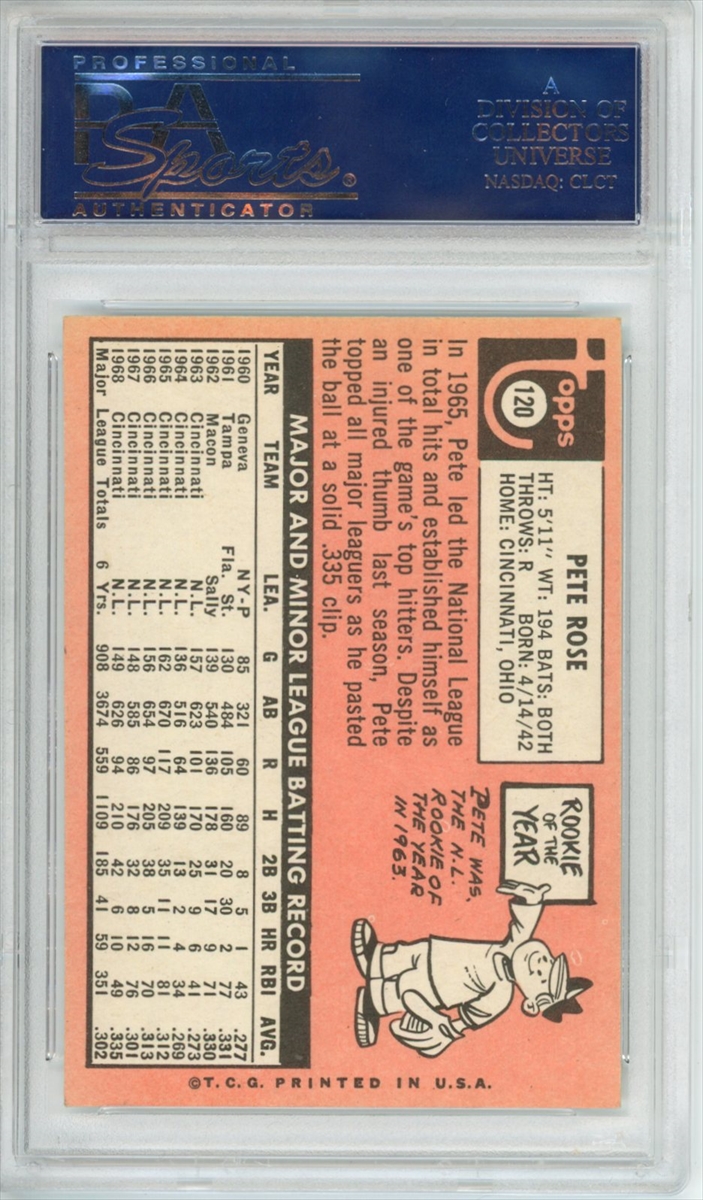 PROFESSIONAL
PSA
Sports®
AUTHENTICATOR
A
DIVISION OF
COLLECTORS
UNIVERSE
NASDAQ: CLCT
Topps
120
PETE ROSE
HT: 5'11" WT: 194 BATS: BOTH
THROWS: R BORN: 4/14/42
HOME: CINCINNATI, OHIO
In 1965, Pete led the National League
in total hits and established himself as
one of the game's top hitters. Despite
an injured thumb last season, Pete
topped all major leaguers as he pasted
the ball at a solid .335 clip.
ROOKIE
OF THE
YEAR
PETE WAS
THE N.L.
ROOKIE OF
THE YEAR
IN 1963.
MAJOR AND MINOR LEAGUE BATTING RECORD
YEAR TEAM LEA. G AB R H 2B 3B HR RBI AVG.
1960 Geneva NY-P 85 321 60 89 8 5 1 43 .277
1961 Tampa Fla. St. 130 484 105 160 20 30 2 77 .331
1962 Macon Sally 139 540 136 178 31 17 9 71 .330
1963 Cincinnati N.L. 157 623 101 170 25 9 6 41 .273
1964 Cincinnati N.L. 136 516 64 139 13 2 4 34 .269
1965 Cincinnati N.L. 162 670 117 209 35 11 11 81 .312
1966 Cincinnati N.L. 156 654 97 205 38 5 16 70 .313
1967 Cincinnati N.L. 148 585 86 176 32 8 12 76 .301
1968 Cincinnati N.L. 149 626 94 210 42 6 10 49 .335
Major League Totals 6 Yrs. 908 3674 559 1109 185 41 59 351 .302
©T.C.G. PRINTED IN U.S.A.